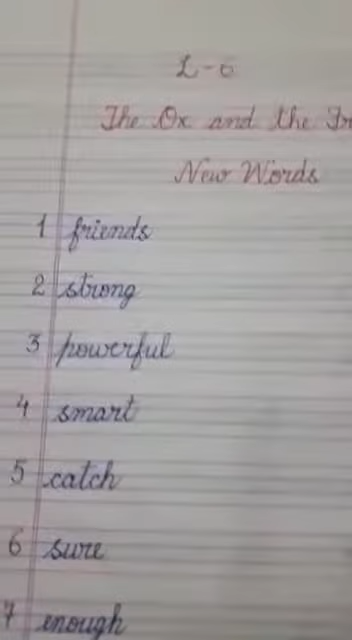 L-6
The Ox and the
New Words
1 friends
2 strong
3 powerful
4 smart
5 catch
6 sure
7 enough